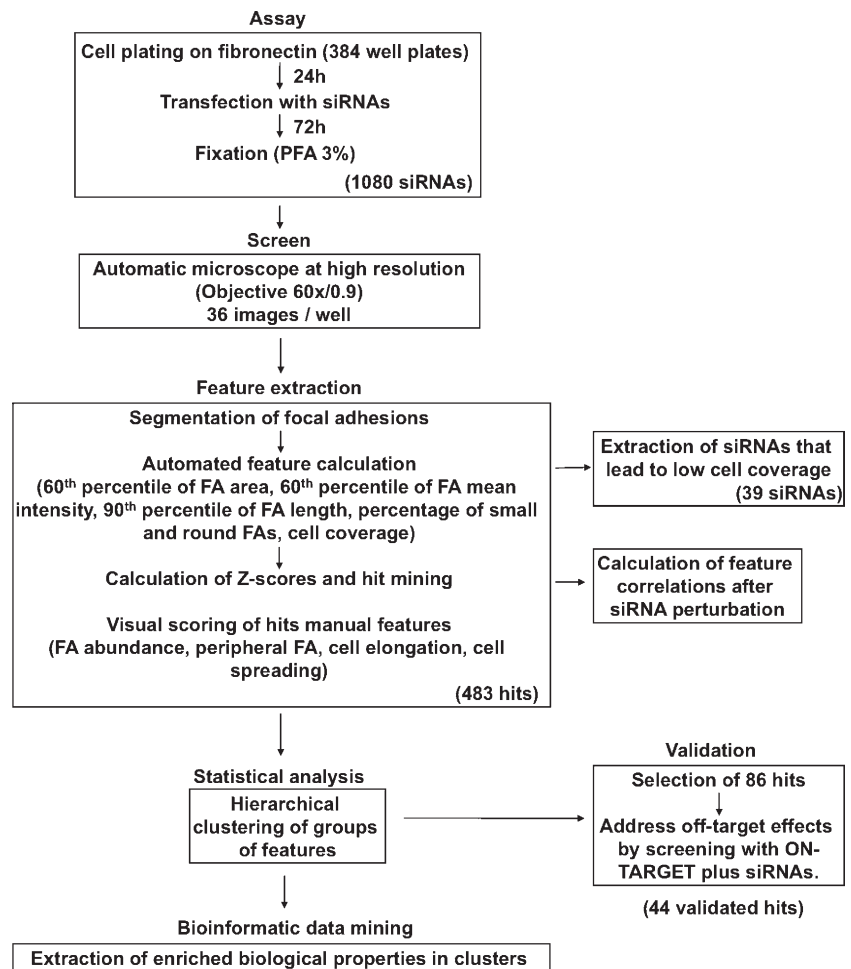 Assay
Cell plating on fibronectin (384 well plates)
24h
Transfection with siRNAs
72h
Fixation (PFA 3%)
(1080 siRNAs)
Screen
Automatic microscope at high resolution
(Objective 60x/0.9)
36 images / well
Feature extraction
Segmentation of focal adhesions
Automated feature calculation
(60th percentile of FA area, 60th percentile of FA mean
intensity, 90th percentile of FA length, percentage of small
and round FAs, cell coverage)
Calculation of Z-scores and hit mining
Visual scoring of hits manual features
(FA abundance, peripheral FA, cell elongation, cell
spreading)
(483 hits)
Extraction of siRNAs that
lead to low cell coverage
(39 siRNAs)
Calculation of feature
correlations after
siRNA perturbation
Statistical analysis
Hierarchical
clustering of groups
of features
Validation
Selection of 86 hits
Address off-target effects
by screening with ON-
TARGET plus siRNAs.
(44 validated hits)
Bioinformatic data mining
Extraction of enriched biological properties in clusters